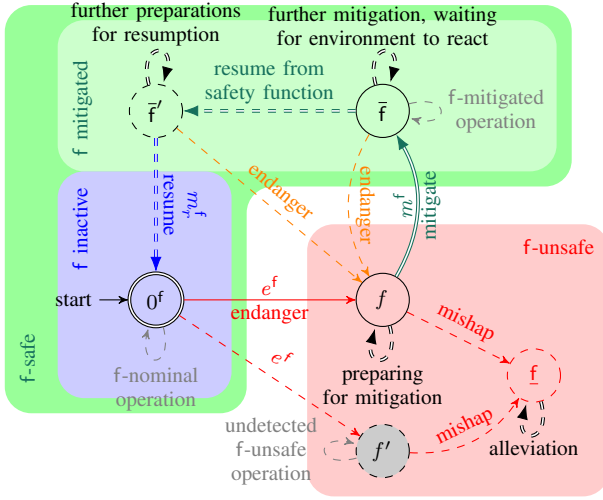 further preparations
for resumption
further mitigation, waiting
for environment to react
f mitigated
f̅′
resume from
safety function
f̅
f-mitigated
operation
endanger
endanger
m^f
mitigate
resume
m_r^f
f inactive
f-safe
f-unsafe
start
0^f
e^f
endanger
f
mishap
e^f
f-nominal
operation
preparing
for mitigation
f̲
undetected
f-unsafe
operation
f′
mishap
alleviation